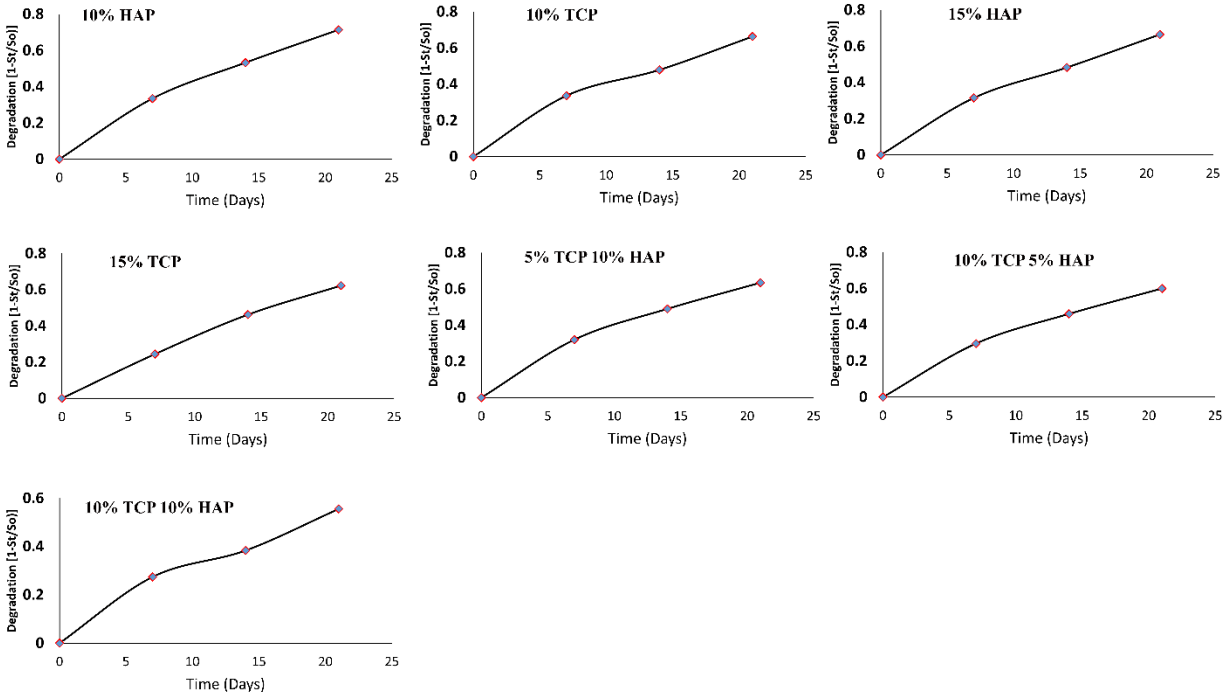 10% HAP
Degradation [1-St/So)]
0.8
0.6
0.4
0.2
0
0 5 10 15 20 25
Time (Days)
10% TCP
Degradation [1-St/So)]
0.8
0.6
0.4
0.2
0
0 5 10 15 20 25
Time (Days)
15% HAP
Degradation [1-St/So)]
0.8
0.6
0.4
0.2
0
0 5 10 15 20 25
Time (Days)
15% TCP
Degradation [1-St/So)]
0.8
0.6
0.4
0.2
0
0 5 10 15 20 25
Time (Days)
5% TCP 10% HAP
Degradation [1-St/So)]
0.8
0.6
0.4
0.2
0
0 5 10 15 20 25
Time (Days)
10% TCP 5% HAP
Degradation [1-St/So)]
0.8
0.6
0.4
0.2
0
0 5 10 15 20 25
Time (Days)
10% TCP 10% HAP
Degradation [1-St/So)]
0.6
0.4
0.2
0
0 5 10 15 20 25
Time (Days)